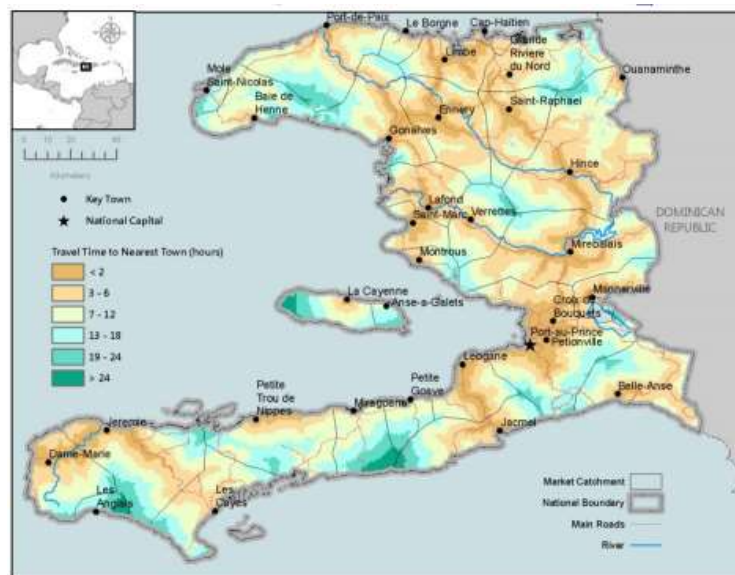 Port-de-Paix
Le Borgne
Cap-Haitien
Grande
Riviere
du Nord
Limbe
Ouanaminthe
Mole
Saint-Nicolas
Baie de
Henne
Saint-Raphael
Ennery
Gonaives
Hince
Lafond
Saint-Marc
Verrettes
Mirebalais
Montrous
DOMINICAN
REPUBLIC
Kilometers
Key Town
National Capital
Travel Time to Nearest Town (hours)
< 2
3 - 6
7 - 12
13 - 18
19 - 24
> 24
La Cayenne
Anse-a-Galets
Croix de
Bouquets
Port-au-Prince
Petionville
Leogane
Belle-Anse
Petite
Trou de
Nippes
Miragoane
Petite
Goave
Jacmel
Jeremie
Dame-Marie
Les
Anglais
Les
Cayes
Market Catchment
National Boundary
Main Roads
River